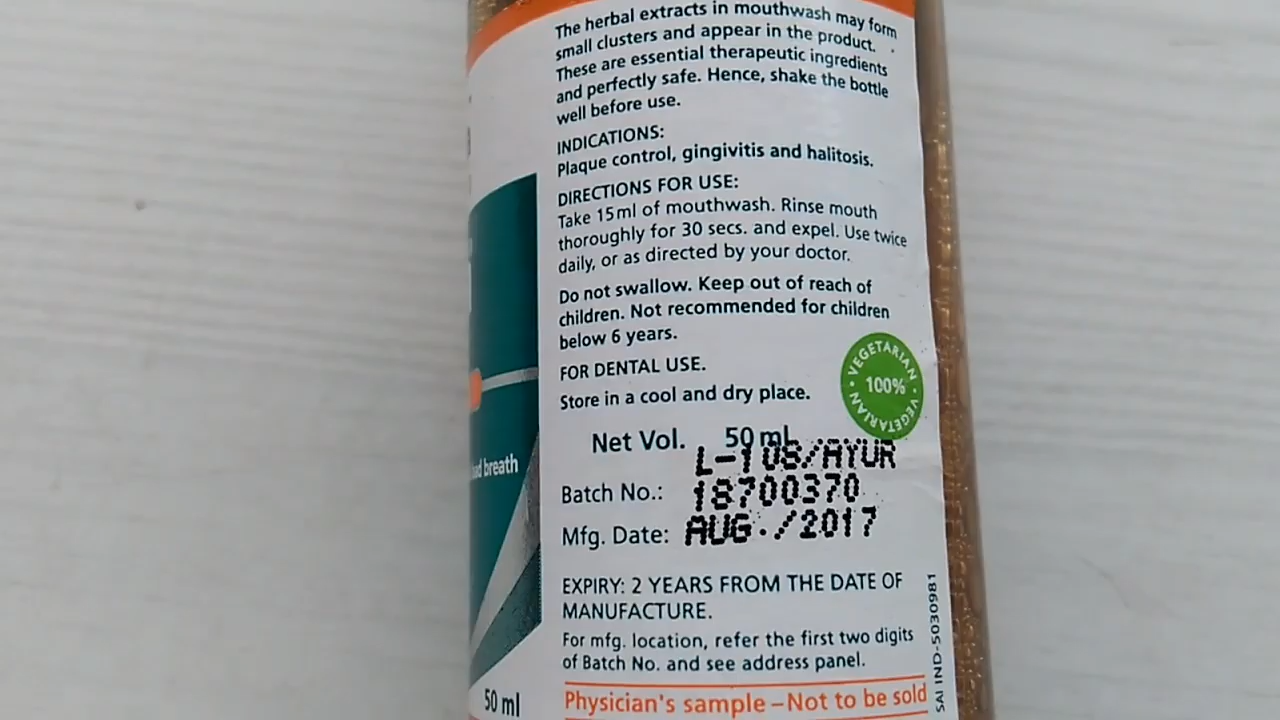 The herbal extracts in mouthwash may form
small clusters and appear in the product.
These are essential therapeutic ingredients
and perfectly safe. Hence, shake the bottle
well before use.
INDICATIONS:
Plaque control, gingivitis and halitosis.
DIRECTIONS FOR USE:
Take 15ml of mouthwash. Rinse mouth
thoroughly for 30 secs. and expel. Use twice
daily, or as directed by your doctor.
Do not swallow. Keep out of reach of
children. Not recommended for children
below 6 years.
FOR DENTAL USE.
Store in a cool and dry place.
VEGETARIAN
100%
VEGETARIAN
Net Vol. 50 mL
L-108/AYUR
Batch No.: 18700370
Mfg. Date: AUG./2017
EXPIRY: 2 YEARS FROM THE DATE OF
MANUFACTURE.
For mfg. location, refer the first two digits
of Batch No. and see address panel.
Physician's sample – Not to be sold
SAI IND-5030981
breath
50 ml